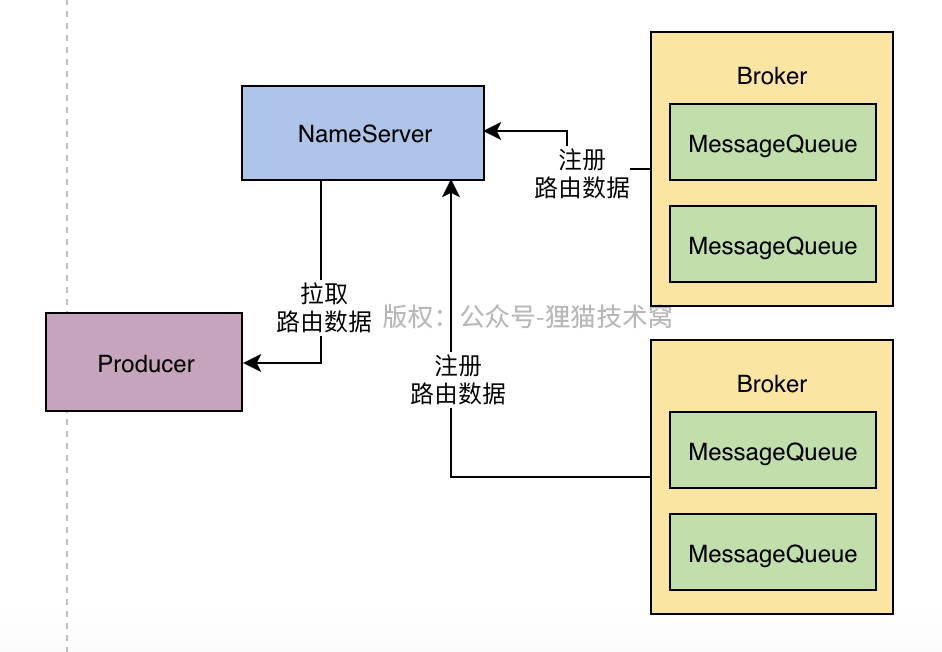 Broker
NameServer
MessageQueue
注册
路由数据
MessageQueue
拉取
路由数据
版权：公众号-狸猫技术窝
Producer
注册
路由数据
Broker
MessageQueue
MessageQueue